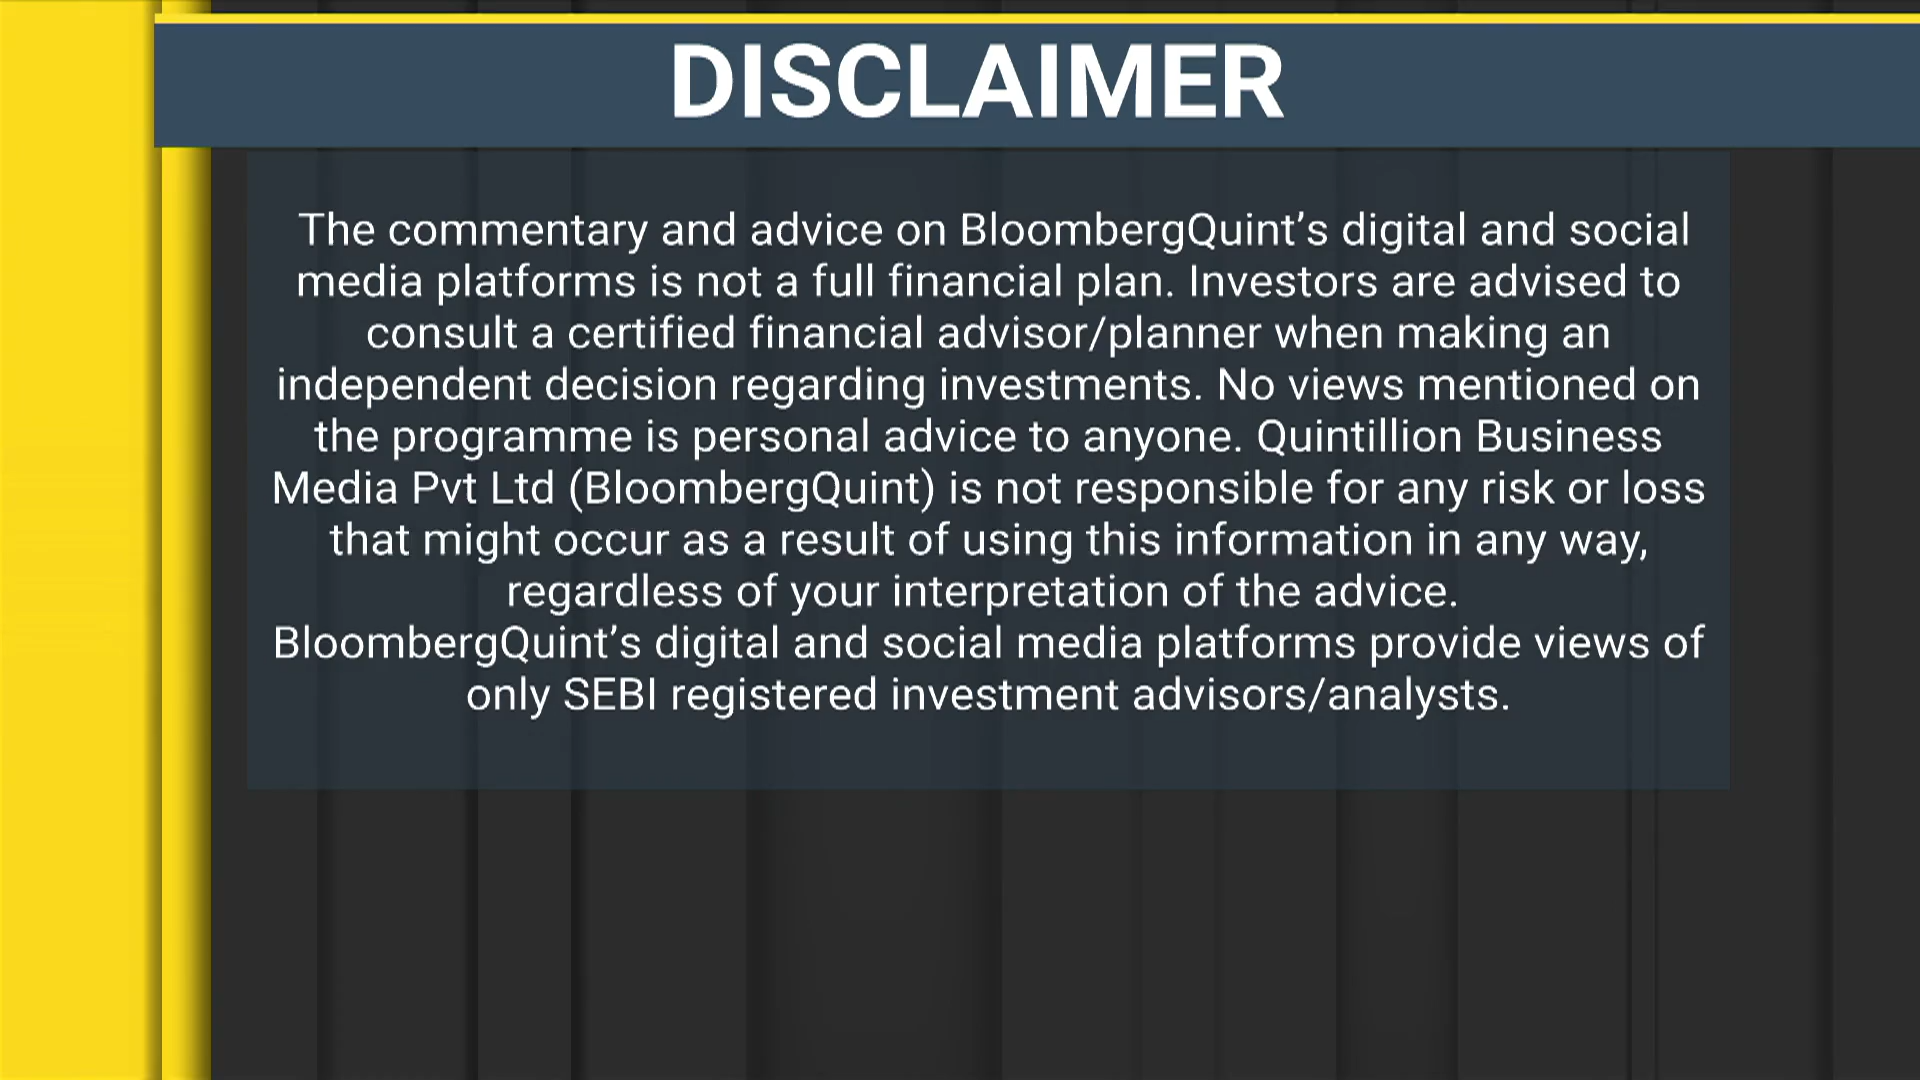 DISCLAIMER
The commentary and advice on BloombergQuint’s digital and social
media platforms is not a full financial plan. Investors are advised to
consult a certified financial advisor/planner when making an
independent decision regarding investments. No views mentioned on
the programme is personal advice to anyone. Quintillion Business
Media Pvt Ltd (BloombergQuint) is not responsible for any risk or loss
that might occur as a result of using this information in any way,
regardless of your interpretation of the advice.
BloombergQuint’s digital and social media platforms provide views of
only SEBI registered investment advisors/analysts.